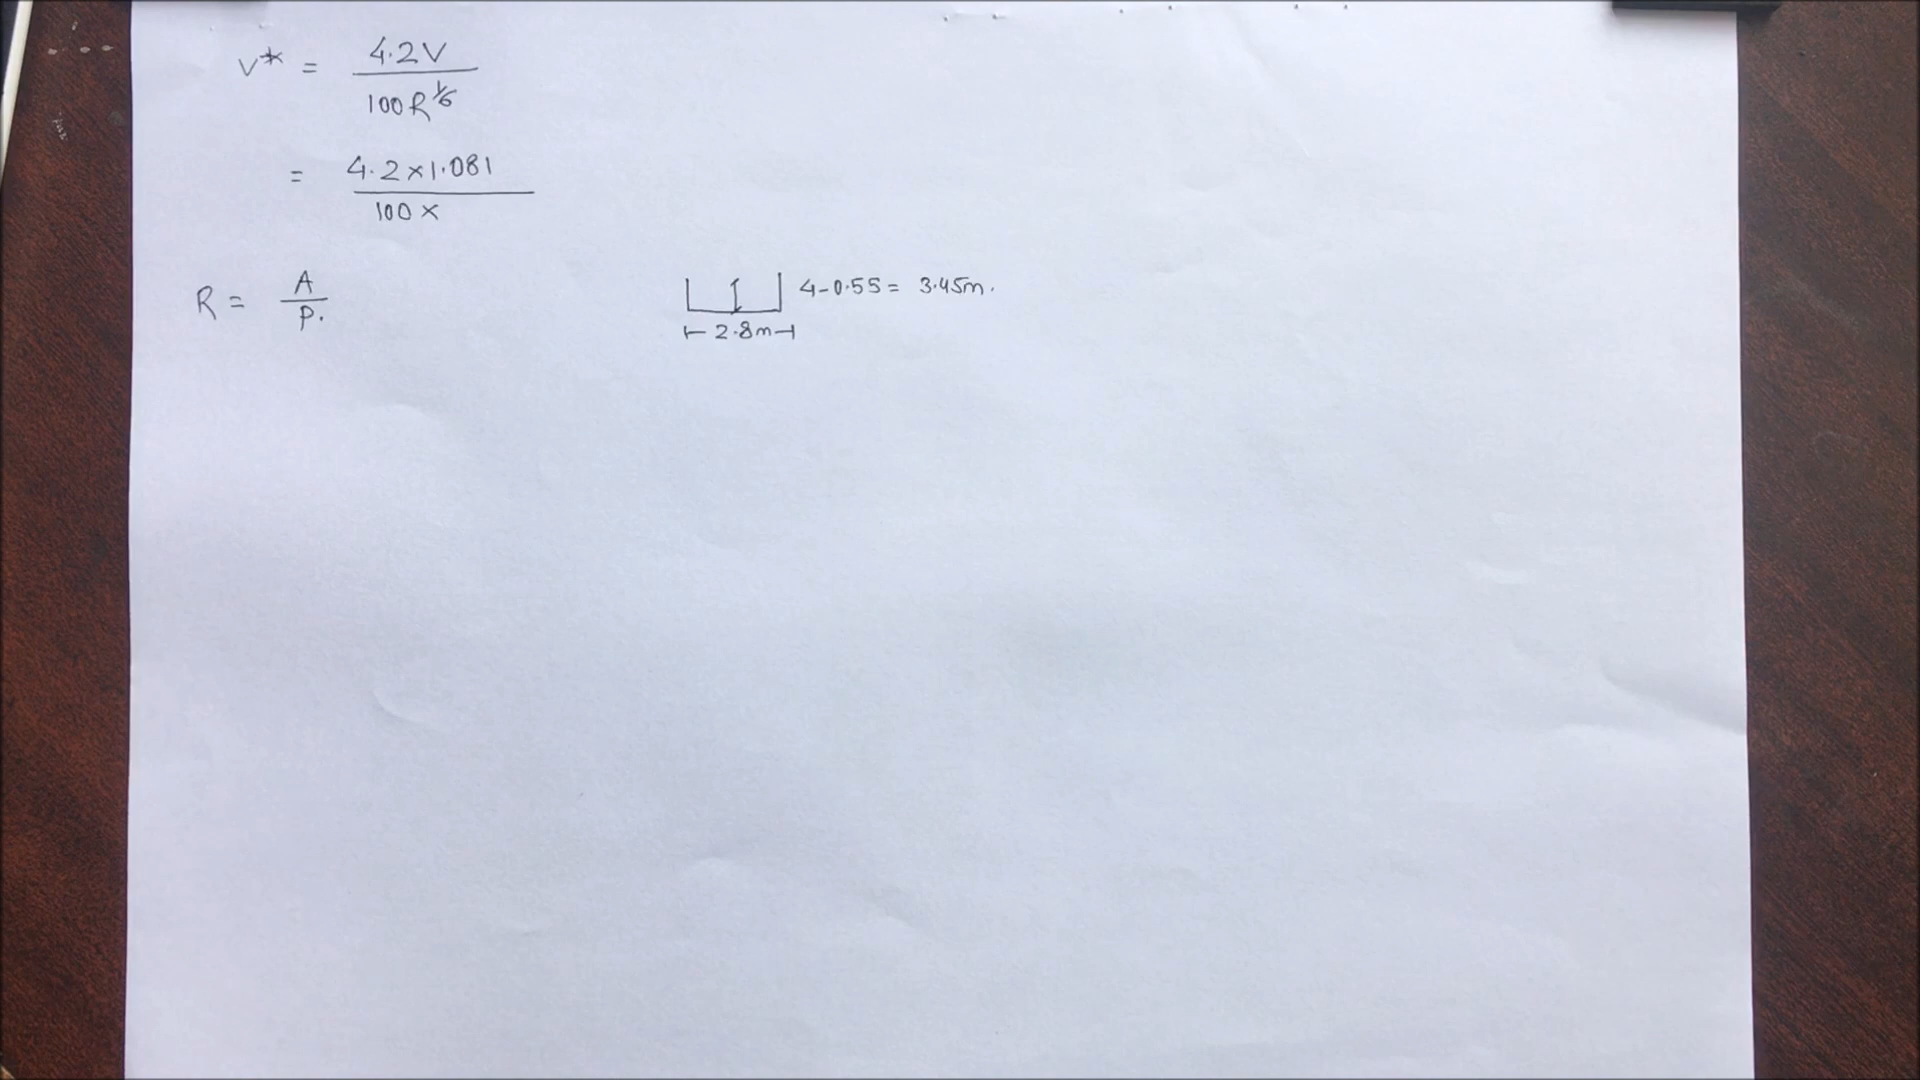 V* = 4.2V / 100R^1/6
= 4.2×1.081 / 100×
R = A / P.
4-0.55= 3.45m.
2.8m